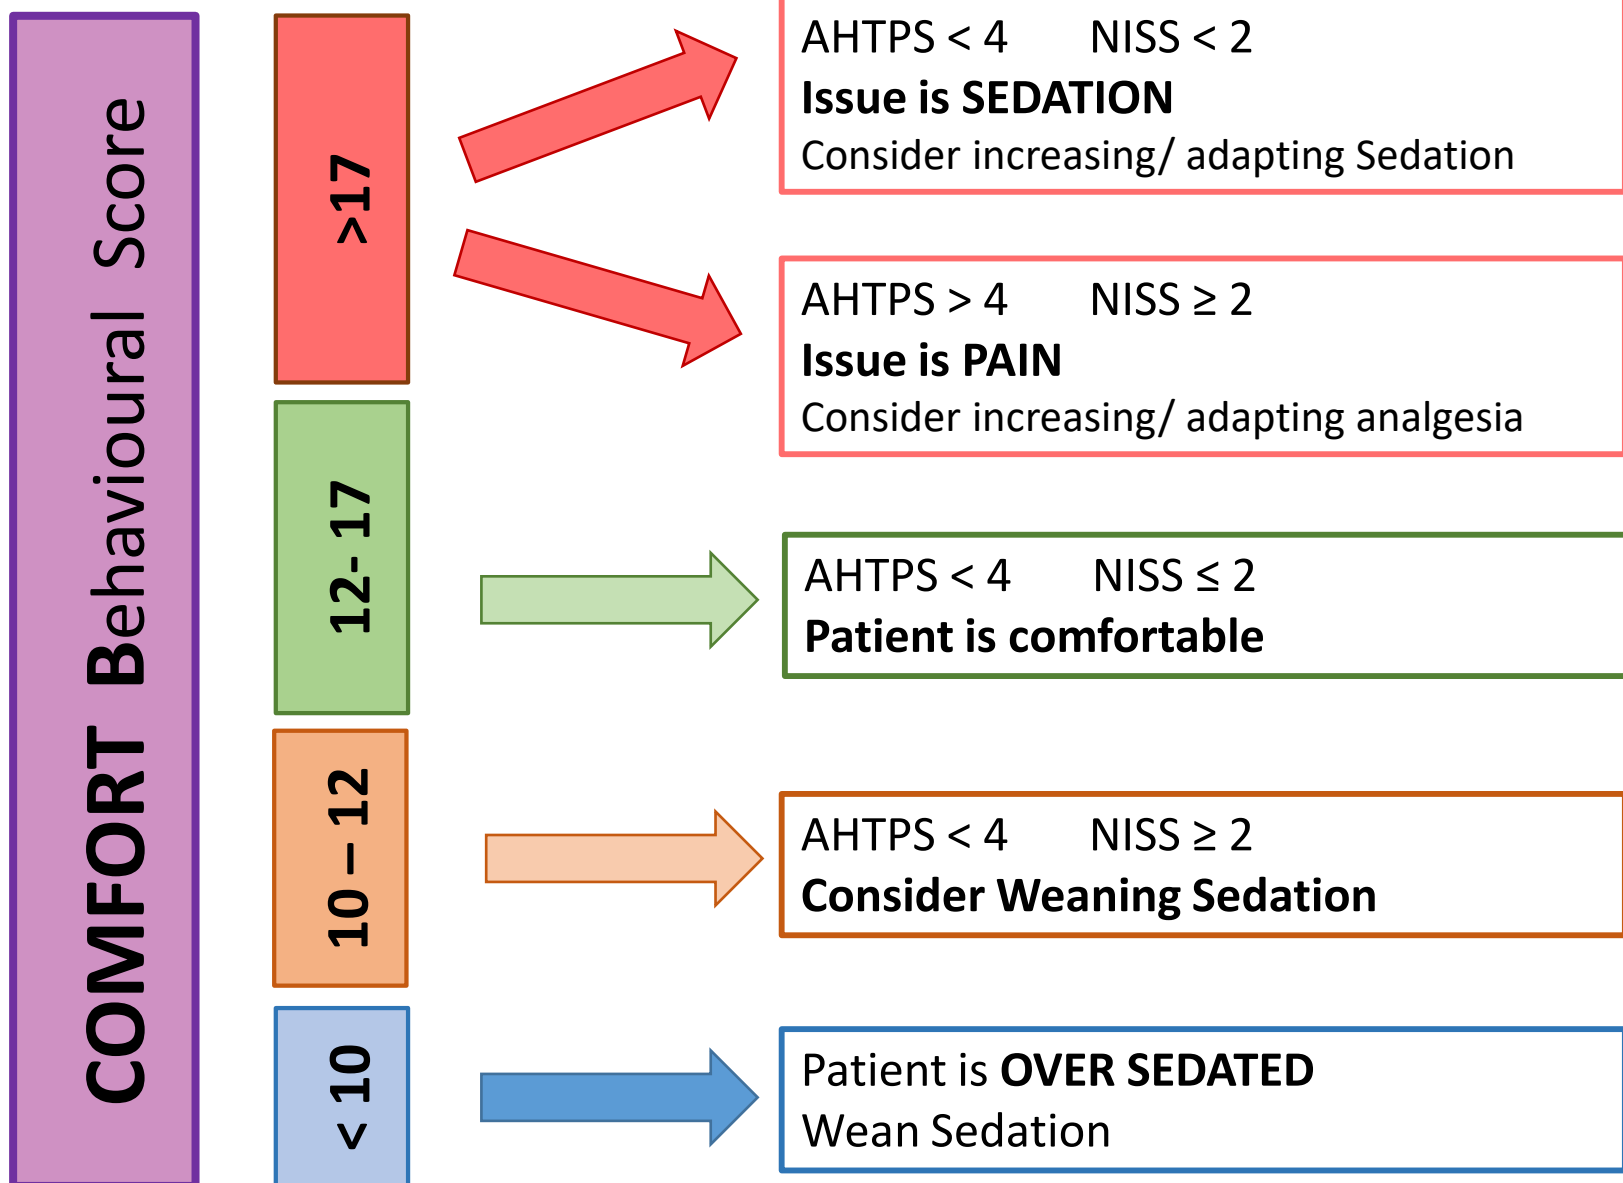 COMFORT Behavioural Score
>17
AHTPS < 4 NISS < 2
Issue is SEDATION
Consider increasing/ adapting Sedation
AHTPS > 4 NISS ≥ 2
Issue is PAIN
Consider increasing/ adapting analgesia
12- 17
AHTPS < 4 NISS ≤ 2
Patient is comfortable
10 – 12
AHTPS < 4 NISS ≥ 2
Consider Weaning Sedation
< 10
Patient is OVER SEDATED
Wean Sedation